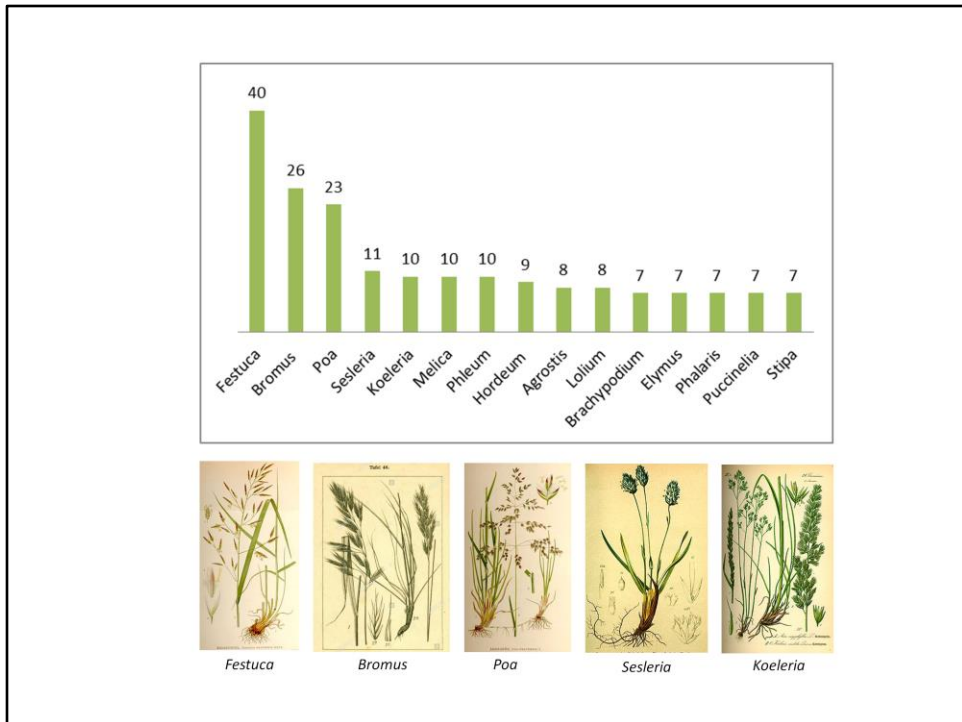 40
26
23
11
10
10
10
9
8
8
7
7
7
7
7
Festuca
Bromus
Poa
Sesleria
Koeleria
Melica
Phleum
Hordeum
Agrostis
Lolium
Brachypodium
Elymus
Phalaris
Puccinelia
Stipa
Festuca
Bromus
Poa
Sesleria
Koeleria